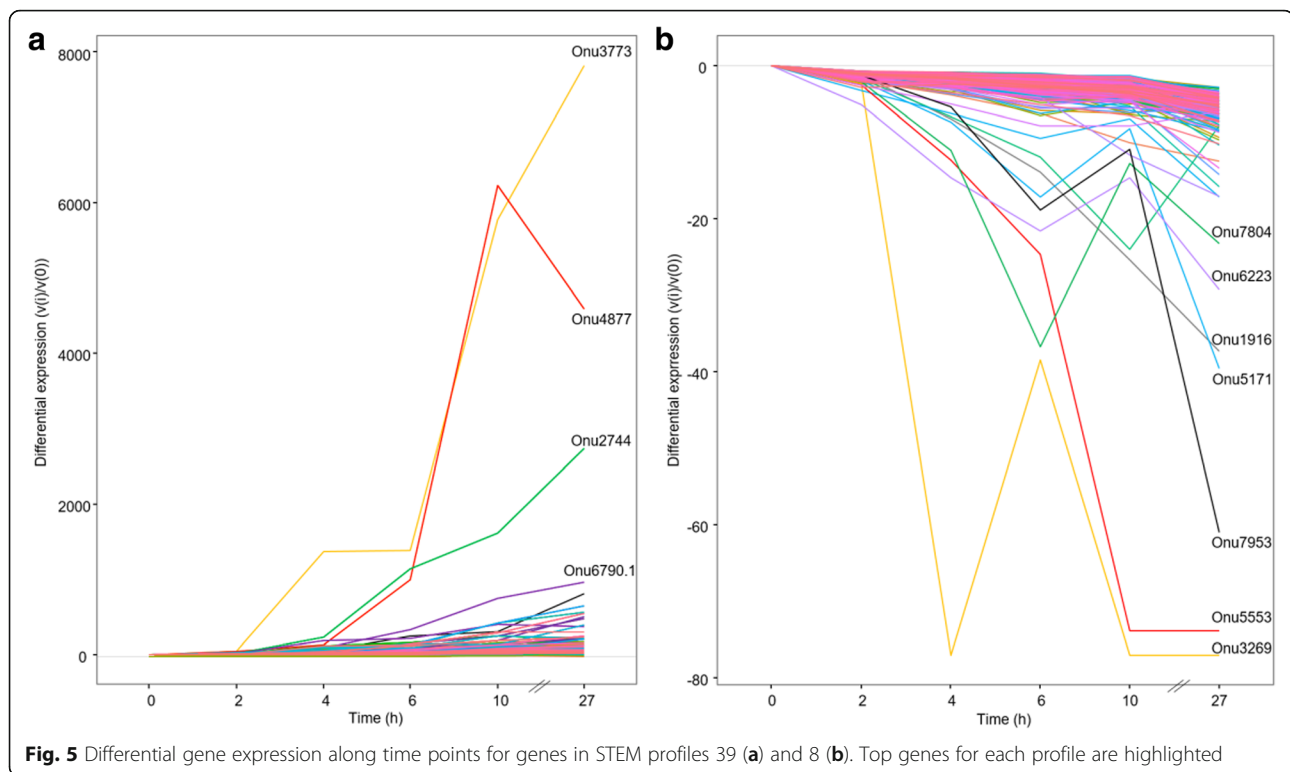 a
8000
6000
4000
2000
0
Differential expression (v(i)/v(0))
Onu3773
Onu4877
Onu2744
Onu6790.1
0 2 4 6 10 27
Time (h)
b
0
-20
-40
-60
-80
Differential exprression (v(i)/v(0))
Onu7804
Onu6223
Onu1916
Onu5171
Onu7953
Onu5553
Onu3269
0 2 4 6 10 27
Time (h)
Fig. 5 Differential gene expression along time points for genes in STEM profiles 39 (a) and 8 (b). Top genes for each profile are highlighted